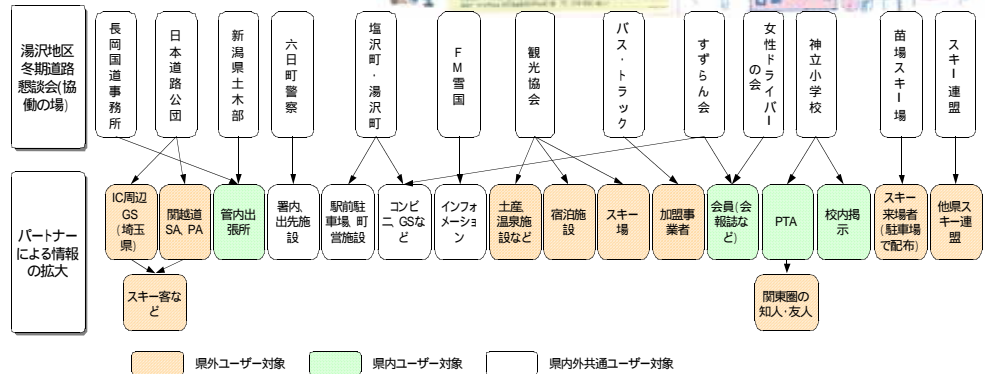 湯沢地区
冬期道路
懇談会(協
働の場)
長岡国道事務所
日本道路公団
新潟県土木部
六日町警察
塩沢町・湯沢町
FM雪国
観光協会
バス・トラック
すずらん会
女性ドライバー
の会
神立小学校
苗場スキー場
スキー連盟
パートナー
による情報
の拡大
IC周辺
GS
(埼玉
県)
関越道
SA, PA
管内出
張所
署内、
出先施
設
駅前駐
車場、町
営施設
コンビ
ニ、GSな
ど
インフォ
メーショ
ン
土産、
温泉施
設など
宿泊施
設
スキー
場
加盟事
業者
会員(会
報誌な
ど)
PTA
校内掲
示
スキー
来場者
(駐車場
で配布)
他県ス
キー連
盟
スキー客な
ど
関東圏の
知人・友人
県外ユーザー対象
県内ユーザー対象
県内外共通ユーザー対象